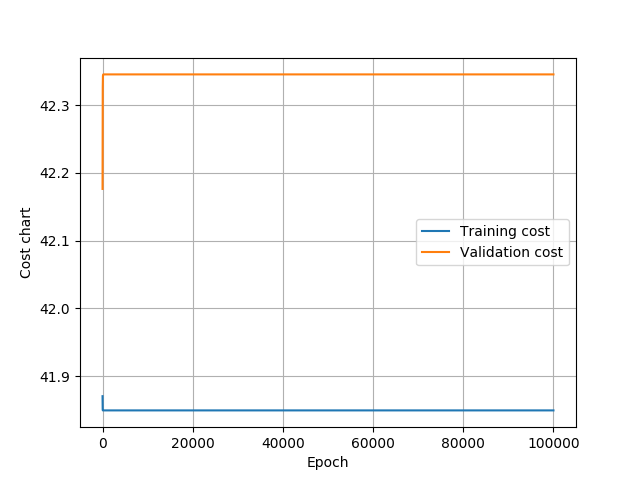 42.3
42.2
42.1
42.0
41.9
Cost chart
Training cost
Validation cost
0 20000 40000 60000 80000 100000
Epoch